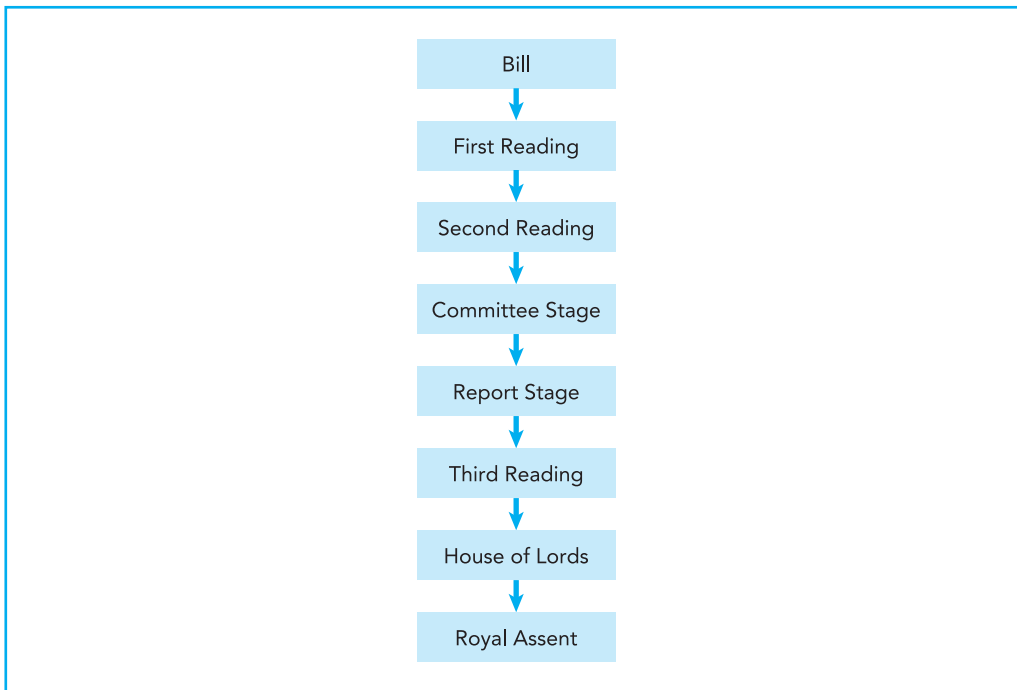 Bill
First Reading
Second Reading
Committee Stage
Report Stage
Third Reading
House of Lords
Royal Assent